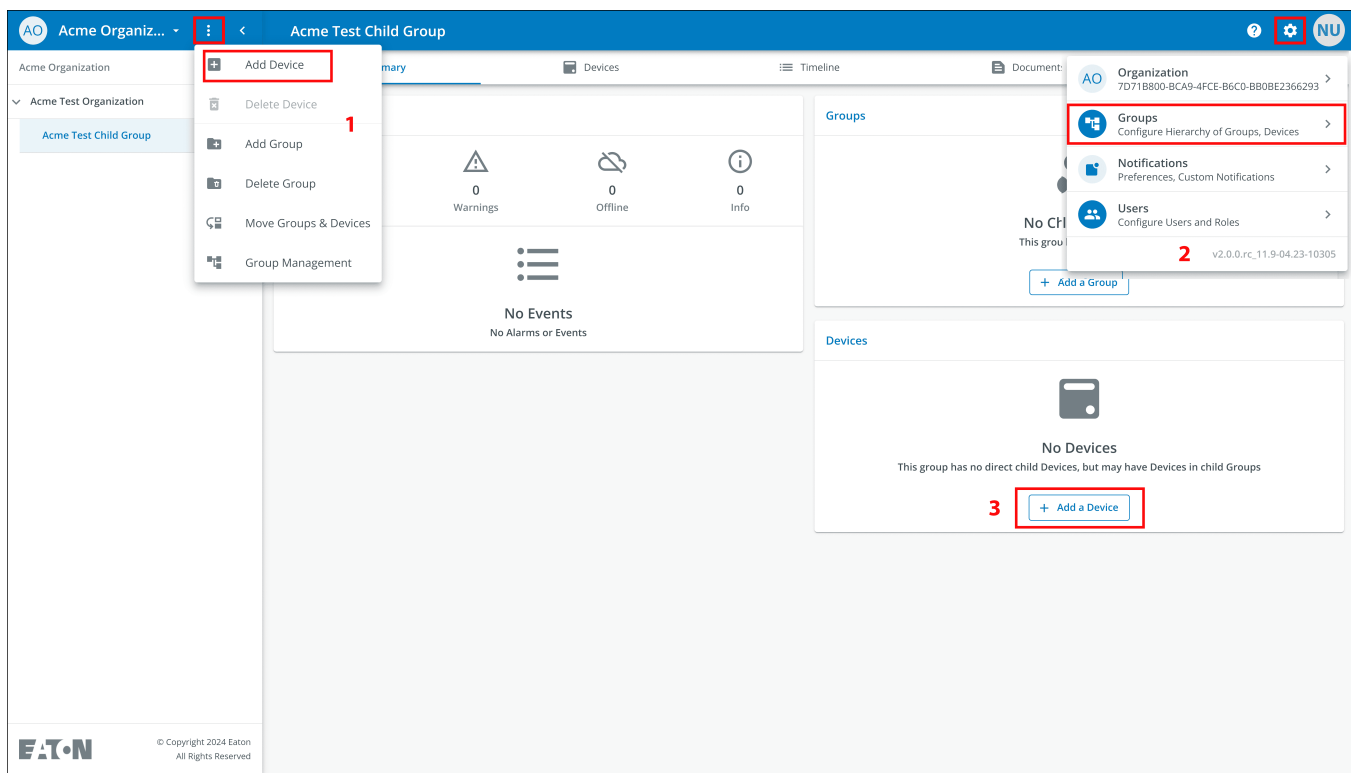 AO Acme Organiz...
Acme Test Child Group
NU
Acme Organization
Acme Test Organization
Acme Test Child Group
Add Device
Delete Device
1
Add Group
Delete Group
Move Groups & Devices
Group Management
mmary
Devices
Timeline
Document
0
Warnings
0
Offline
0
Info
No Events
No Alarms or Events
Groups
No Ch
This grou
+ Add a Group
AO
Organization
7D71B800-BCA9-4FCE-B6C0-BB0BE2366293
Groups
Configure Hierarchy of Groups, Devices
Notifications
Preferences, Custom Notifications
Users
Configure Users and Roles
2
v2.0.0.rc_11.9-04.23-10305
Devices
No Devices
This group has no direct child Devices, but may have Devices in child Groups
3
+ Add a Device
EATON
© Copyright 2024 Eaton
All Rights Reserved